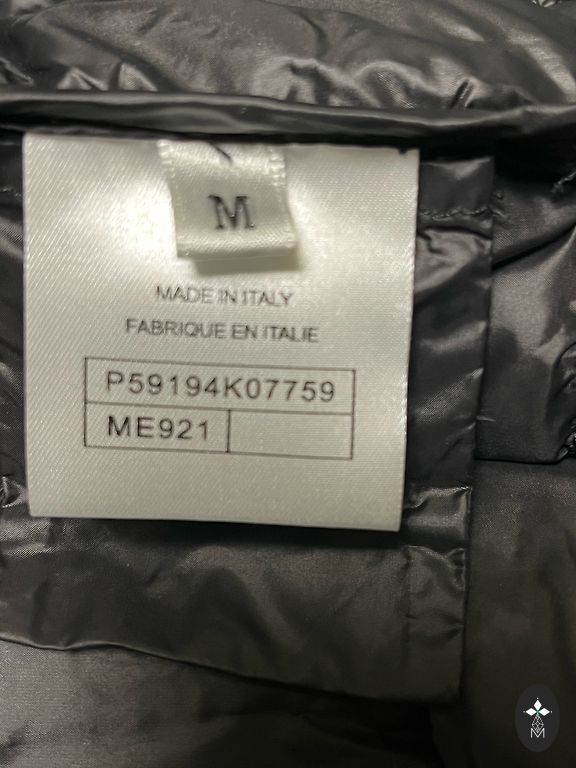 M
MADE IN ITALY
FABRIQUE EN ITALIE
P59194K07759
ME921
M